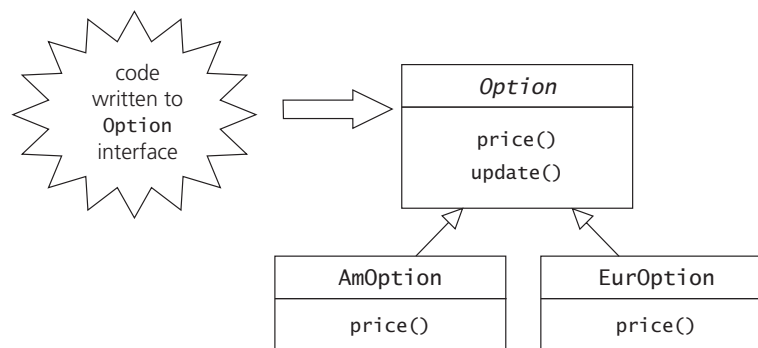 code
written to
Option
interface
Option
price()
update()
AmOption
price()
EurOption
price()